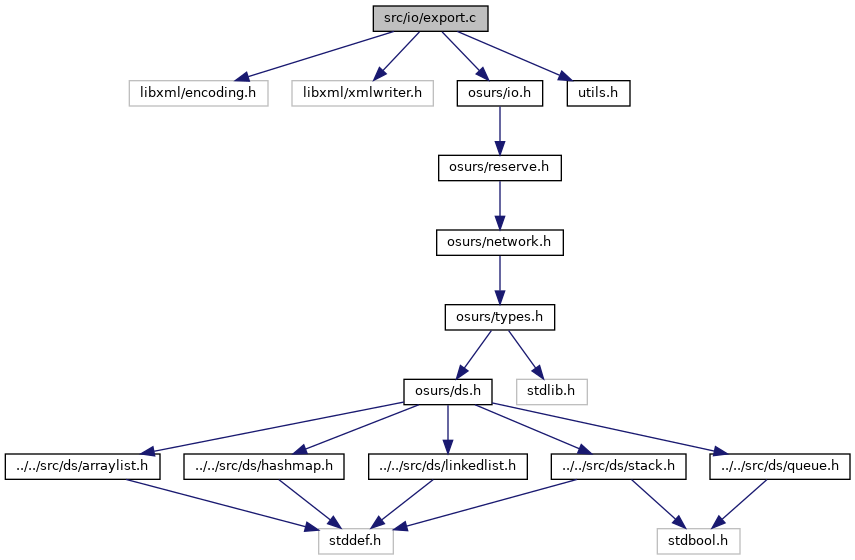 src/io/export.c
libxml/encoding.h
libxml/xmlwriter.h
osurs/io.h
utils.h
osurs/reserve.h
osurs/network.h
osurs/types.h
osurs/ds.h
stdlib.h
../../src/ds/arraylist.h
../../src/ds/hashmap.h
../../src/ds/linkedlist.h
../../src/ds/stack.h
../../src/ds/queue.h
stddef.h
stdbool.h